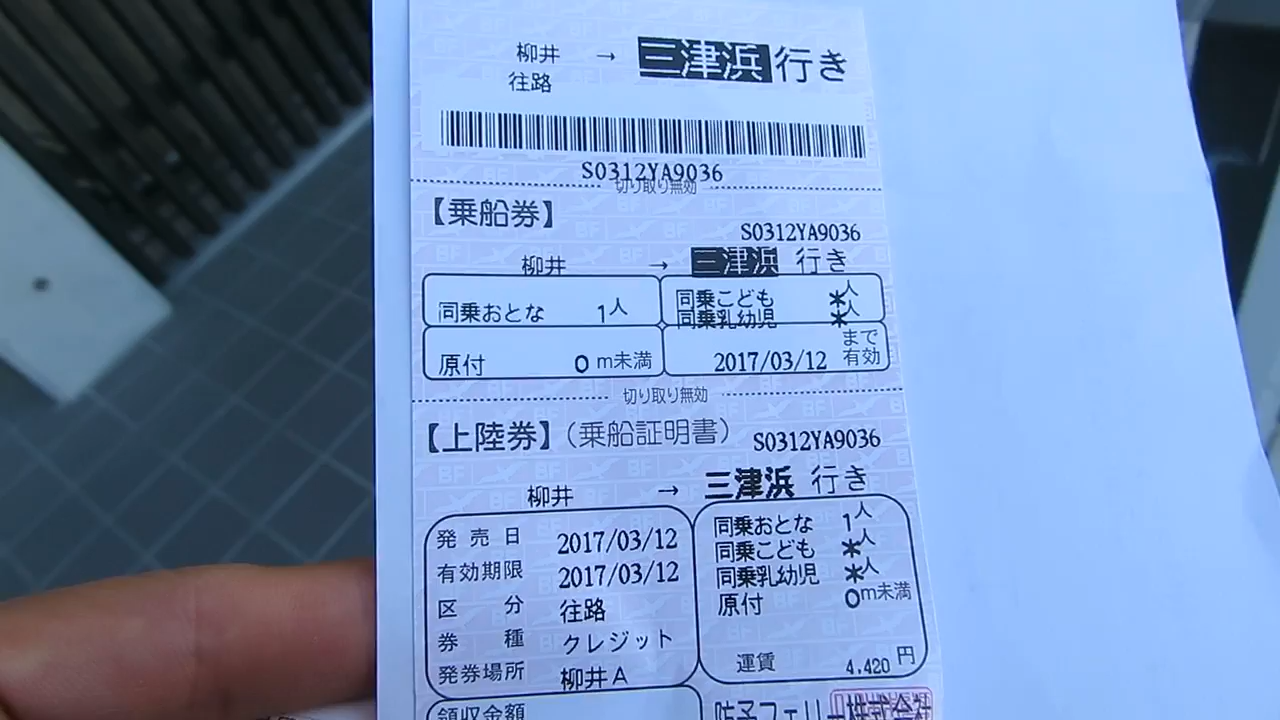 柳井 → 三津浜 行き
往路
S0312YA9036
切り取り無効
【乗船券】
S0312YA9036
柳井 → 三津浜 行き
同乗おとな 1人
同乗こども *人
同乗乳幼児 *人
原付 0m未満
2017/03/12 まで有効
切り取り無効
【上陸券】(乗船証明書) S0312YA9036
柳井 → 三津浜 行き
発売日 2017/03/12
有効期限 2017/03/12
区分 往路
券種 クレジット
発券場所 柳井A
同乗おとな 1人
同乗こども *人
同乗乳幼児 *人
原付 0m未満
運賃 4,420円
領収金額
フェリー株式会社